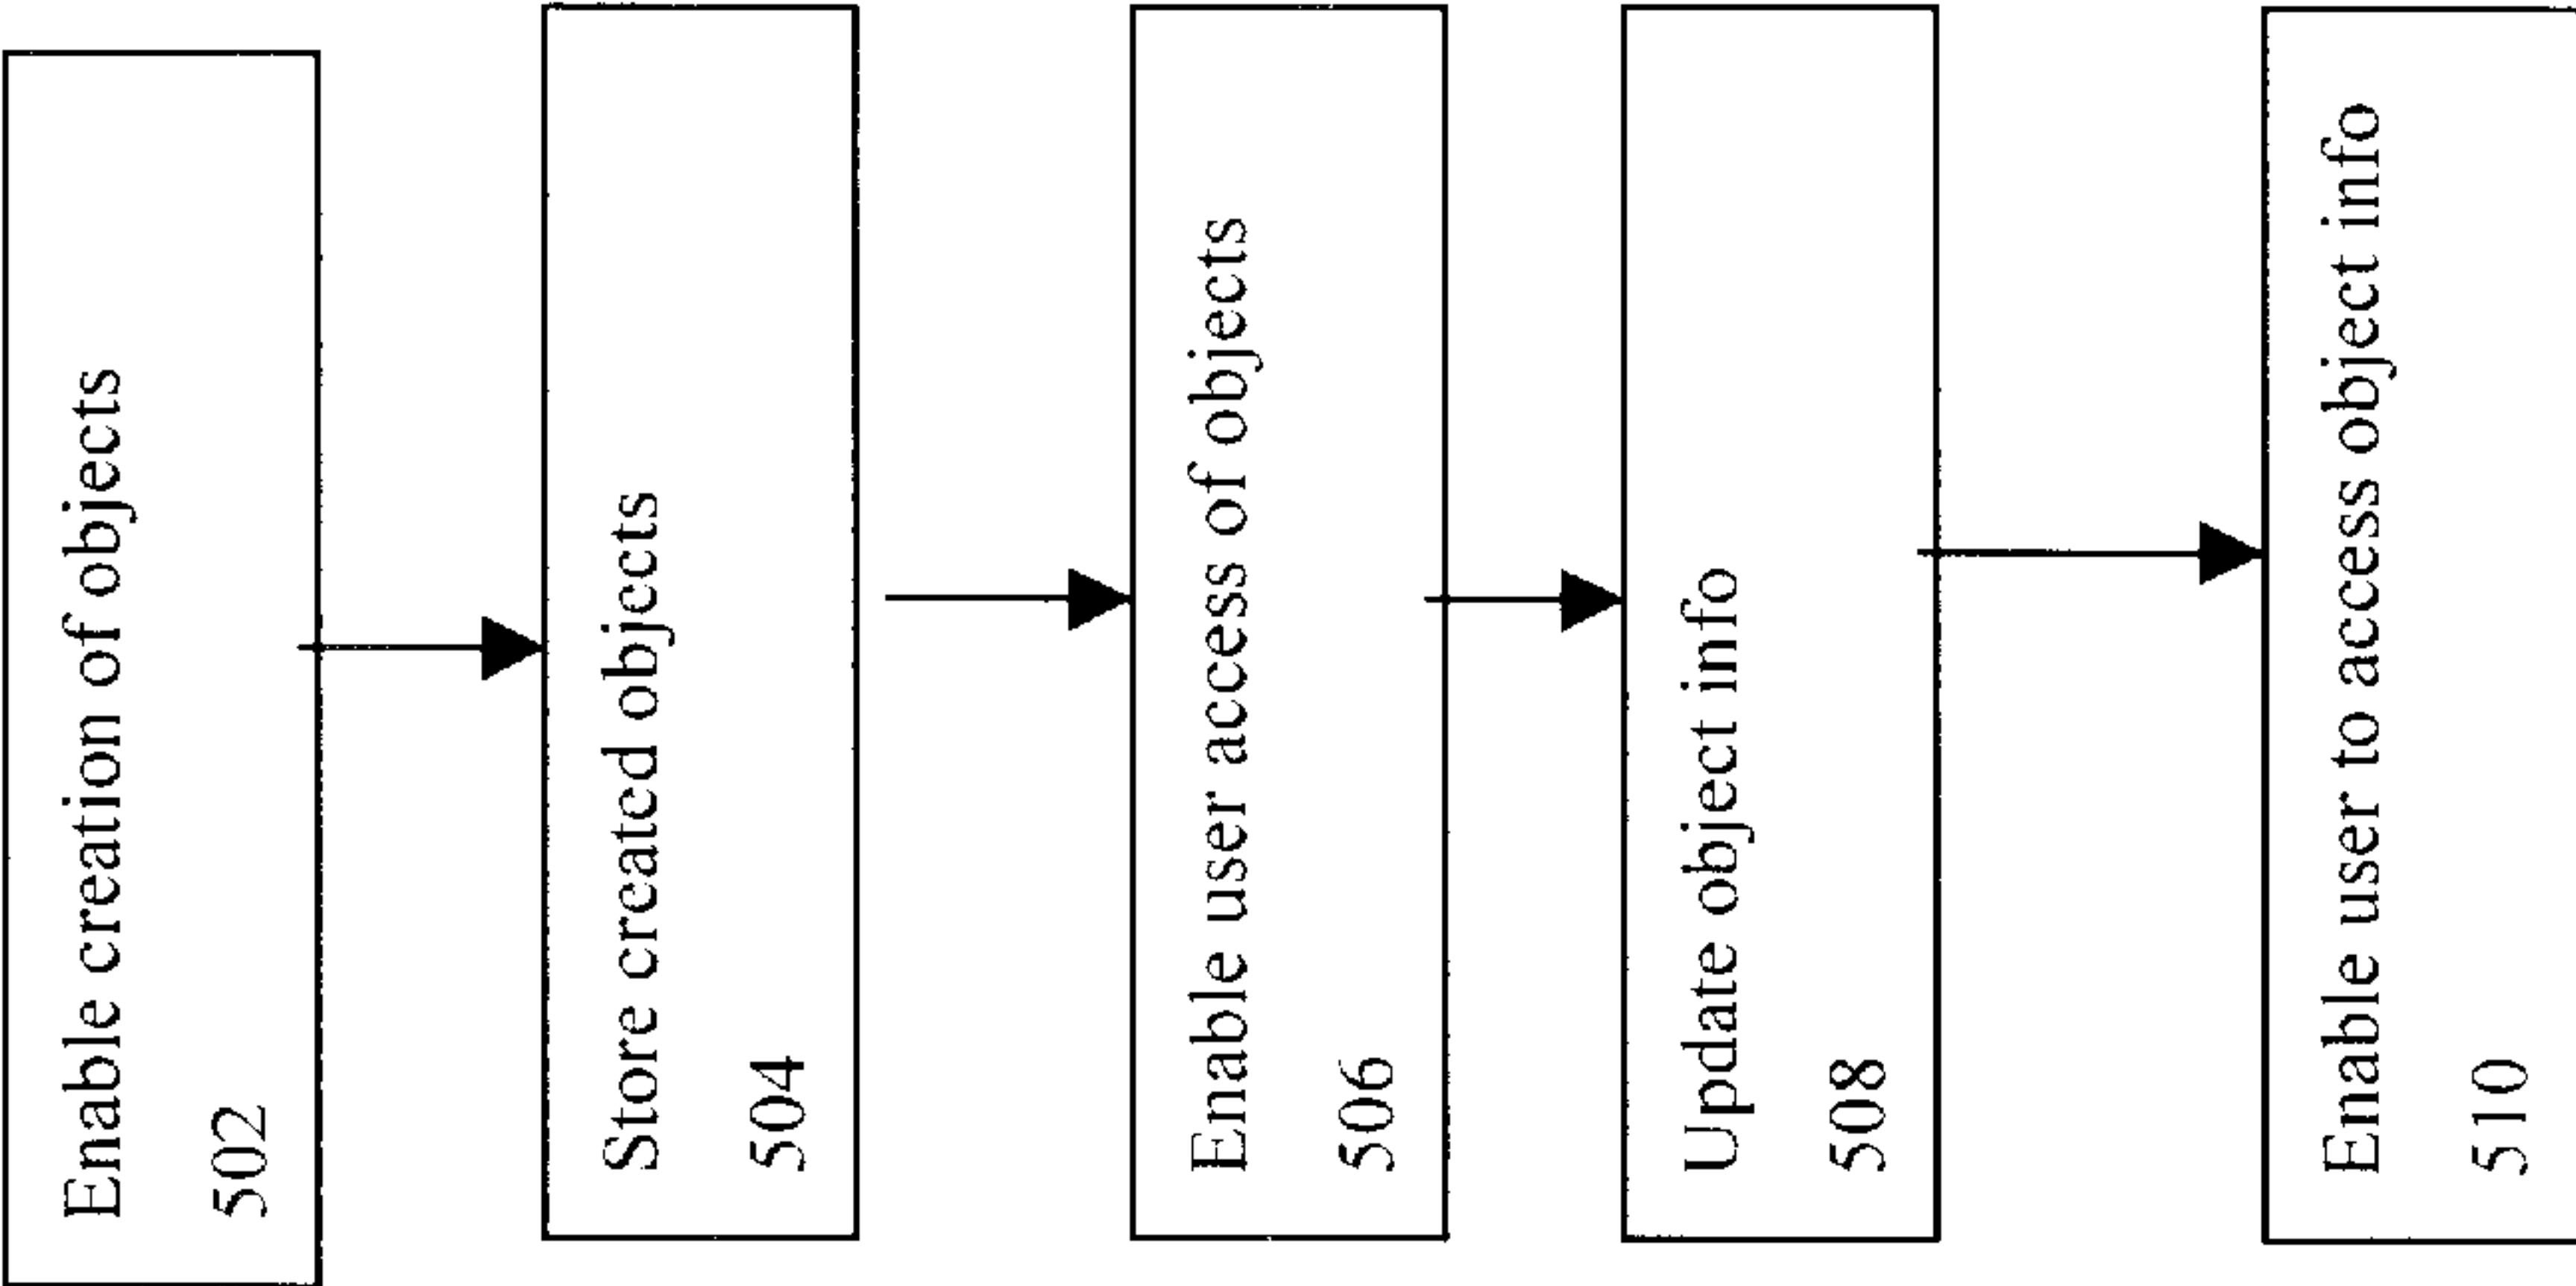 Enable creation of objects
502
Store created objects
504
Enable user access of objects
506
Update object info
508
Enable user to access object info
510